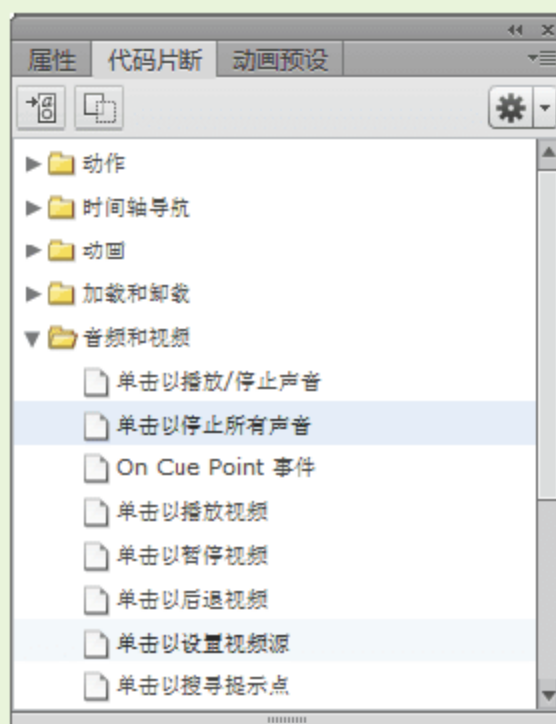 属性 代码片断 动画预设
动作
时间轴导航
动画
加载和卸载
音频和视频
单击以播放/停止声音
单击以停止所有声音
On Cue Point 事件
单击以播放视频
单击以暂停视频
单击以后退视频
单击以设置视频源
单击以搜寻提示点